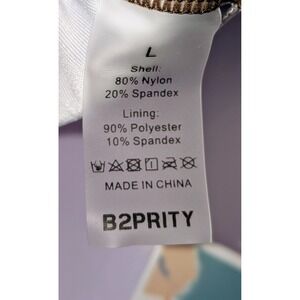 L
Shell:
80% Nylon
20% Spandex
Lining:
90% Polyester
10% Spandex
MADE IN CHINA
B2PRITY